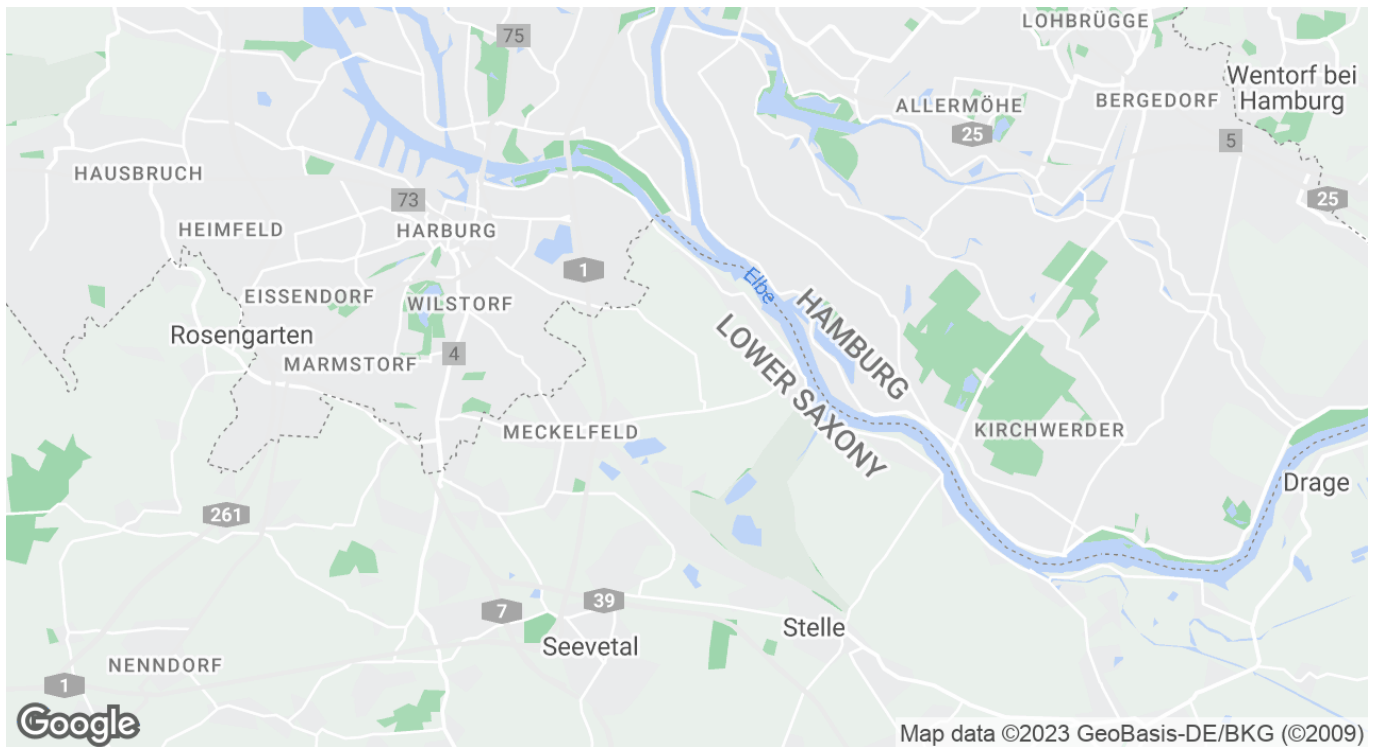 LOHBRÜGGE
75
Wentorf bei
Hamburg
ALLERMÖHE
BERGEDORF
25
5
HAUSBRUCH
73
25
HEIMFELD
HARBURG
1
Elbe
EISSENDORF
WILSTORF
HAMBURG
Rosengarten
LOWER SAXONY
MARMSTORF
4
MECKELFELD
KIRCHWERDER
Drage
261
7
39
Stelle
Seevetal
NENNDORF
1
Google
Map data ©2023 GeoBasis-DE/BKG (©2009)